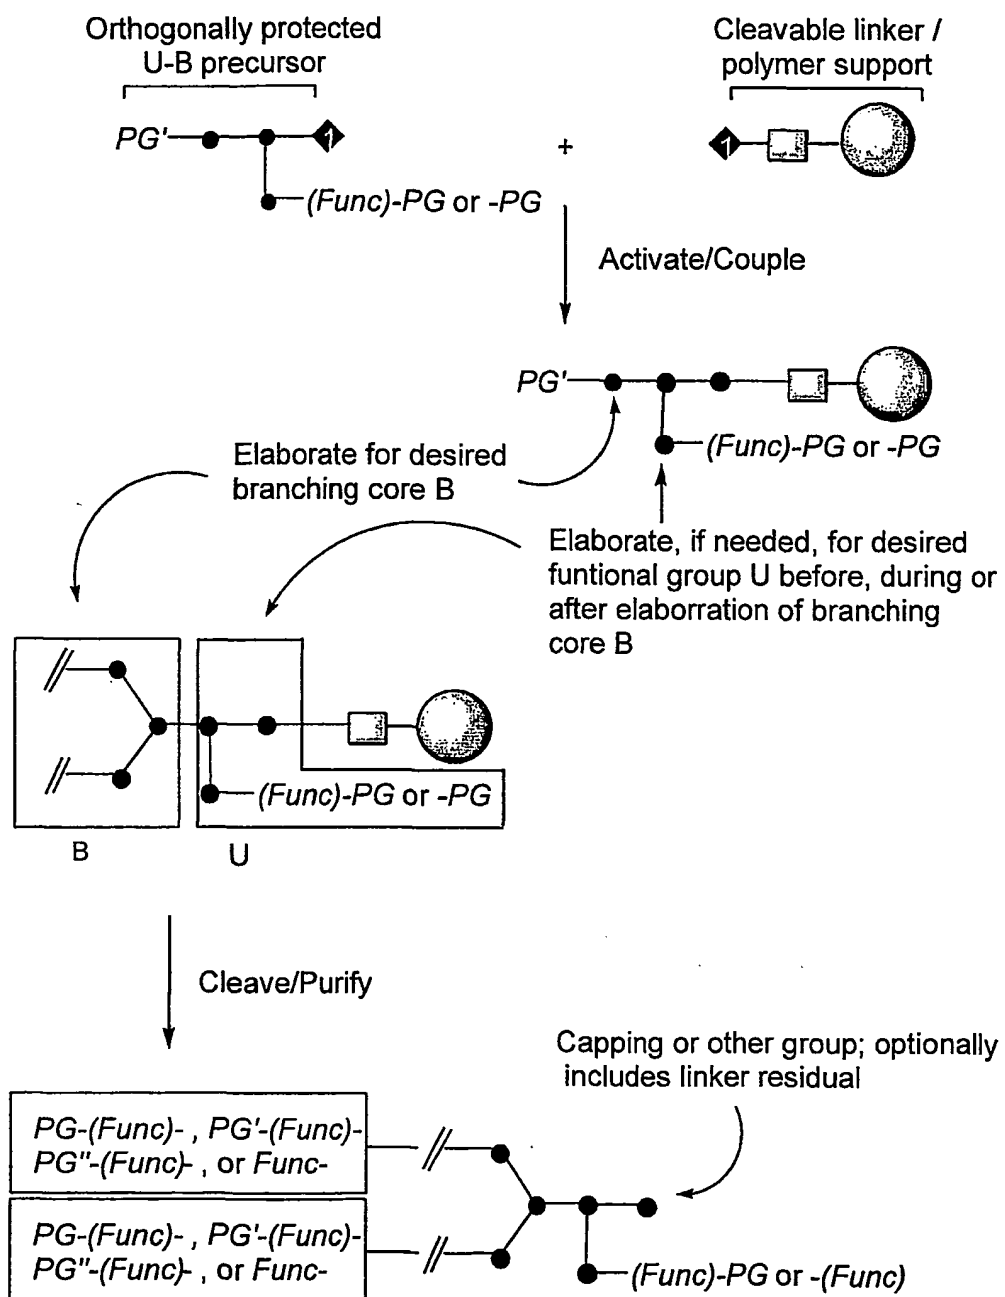 Orthogonally protected
U-B precursor
Cleavable linker /
polymer support
PG'
1
+
1
(Func)-PG or -PG
Activate/Couple
PG'
(Func)-PG or -PG
Elaborate for desired
branching core B
Elaborate, if needed, for desired
funtional group U before, during or
after elaborration of branching
core B
(Func)-PG or -PG
B
U
Cleave/Purify
Capping or other group; optionally
includes linker residual
PG-(Func)- , PG'-(Func)-
PG"-(Func)- , or Func-
PG-(Func)- , PG'-(Func)-
PG"-(Func)- , or Func-
(Func)-PG or -(Func)